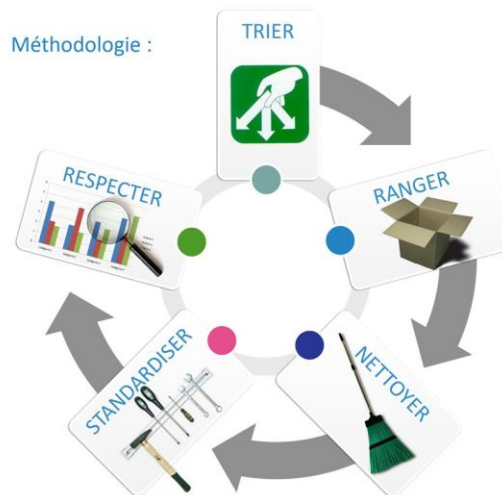 Méthodologie :
TRIER
RANGER
NETTOYER
STANDARDISER
RESPECTER